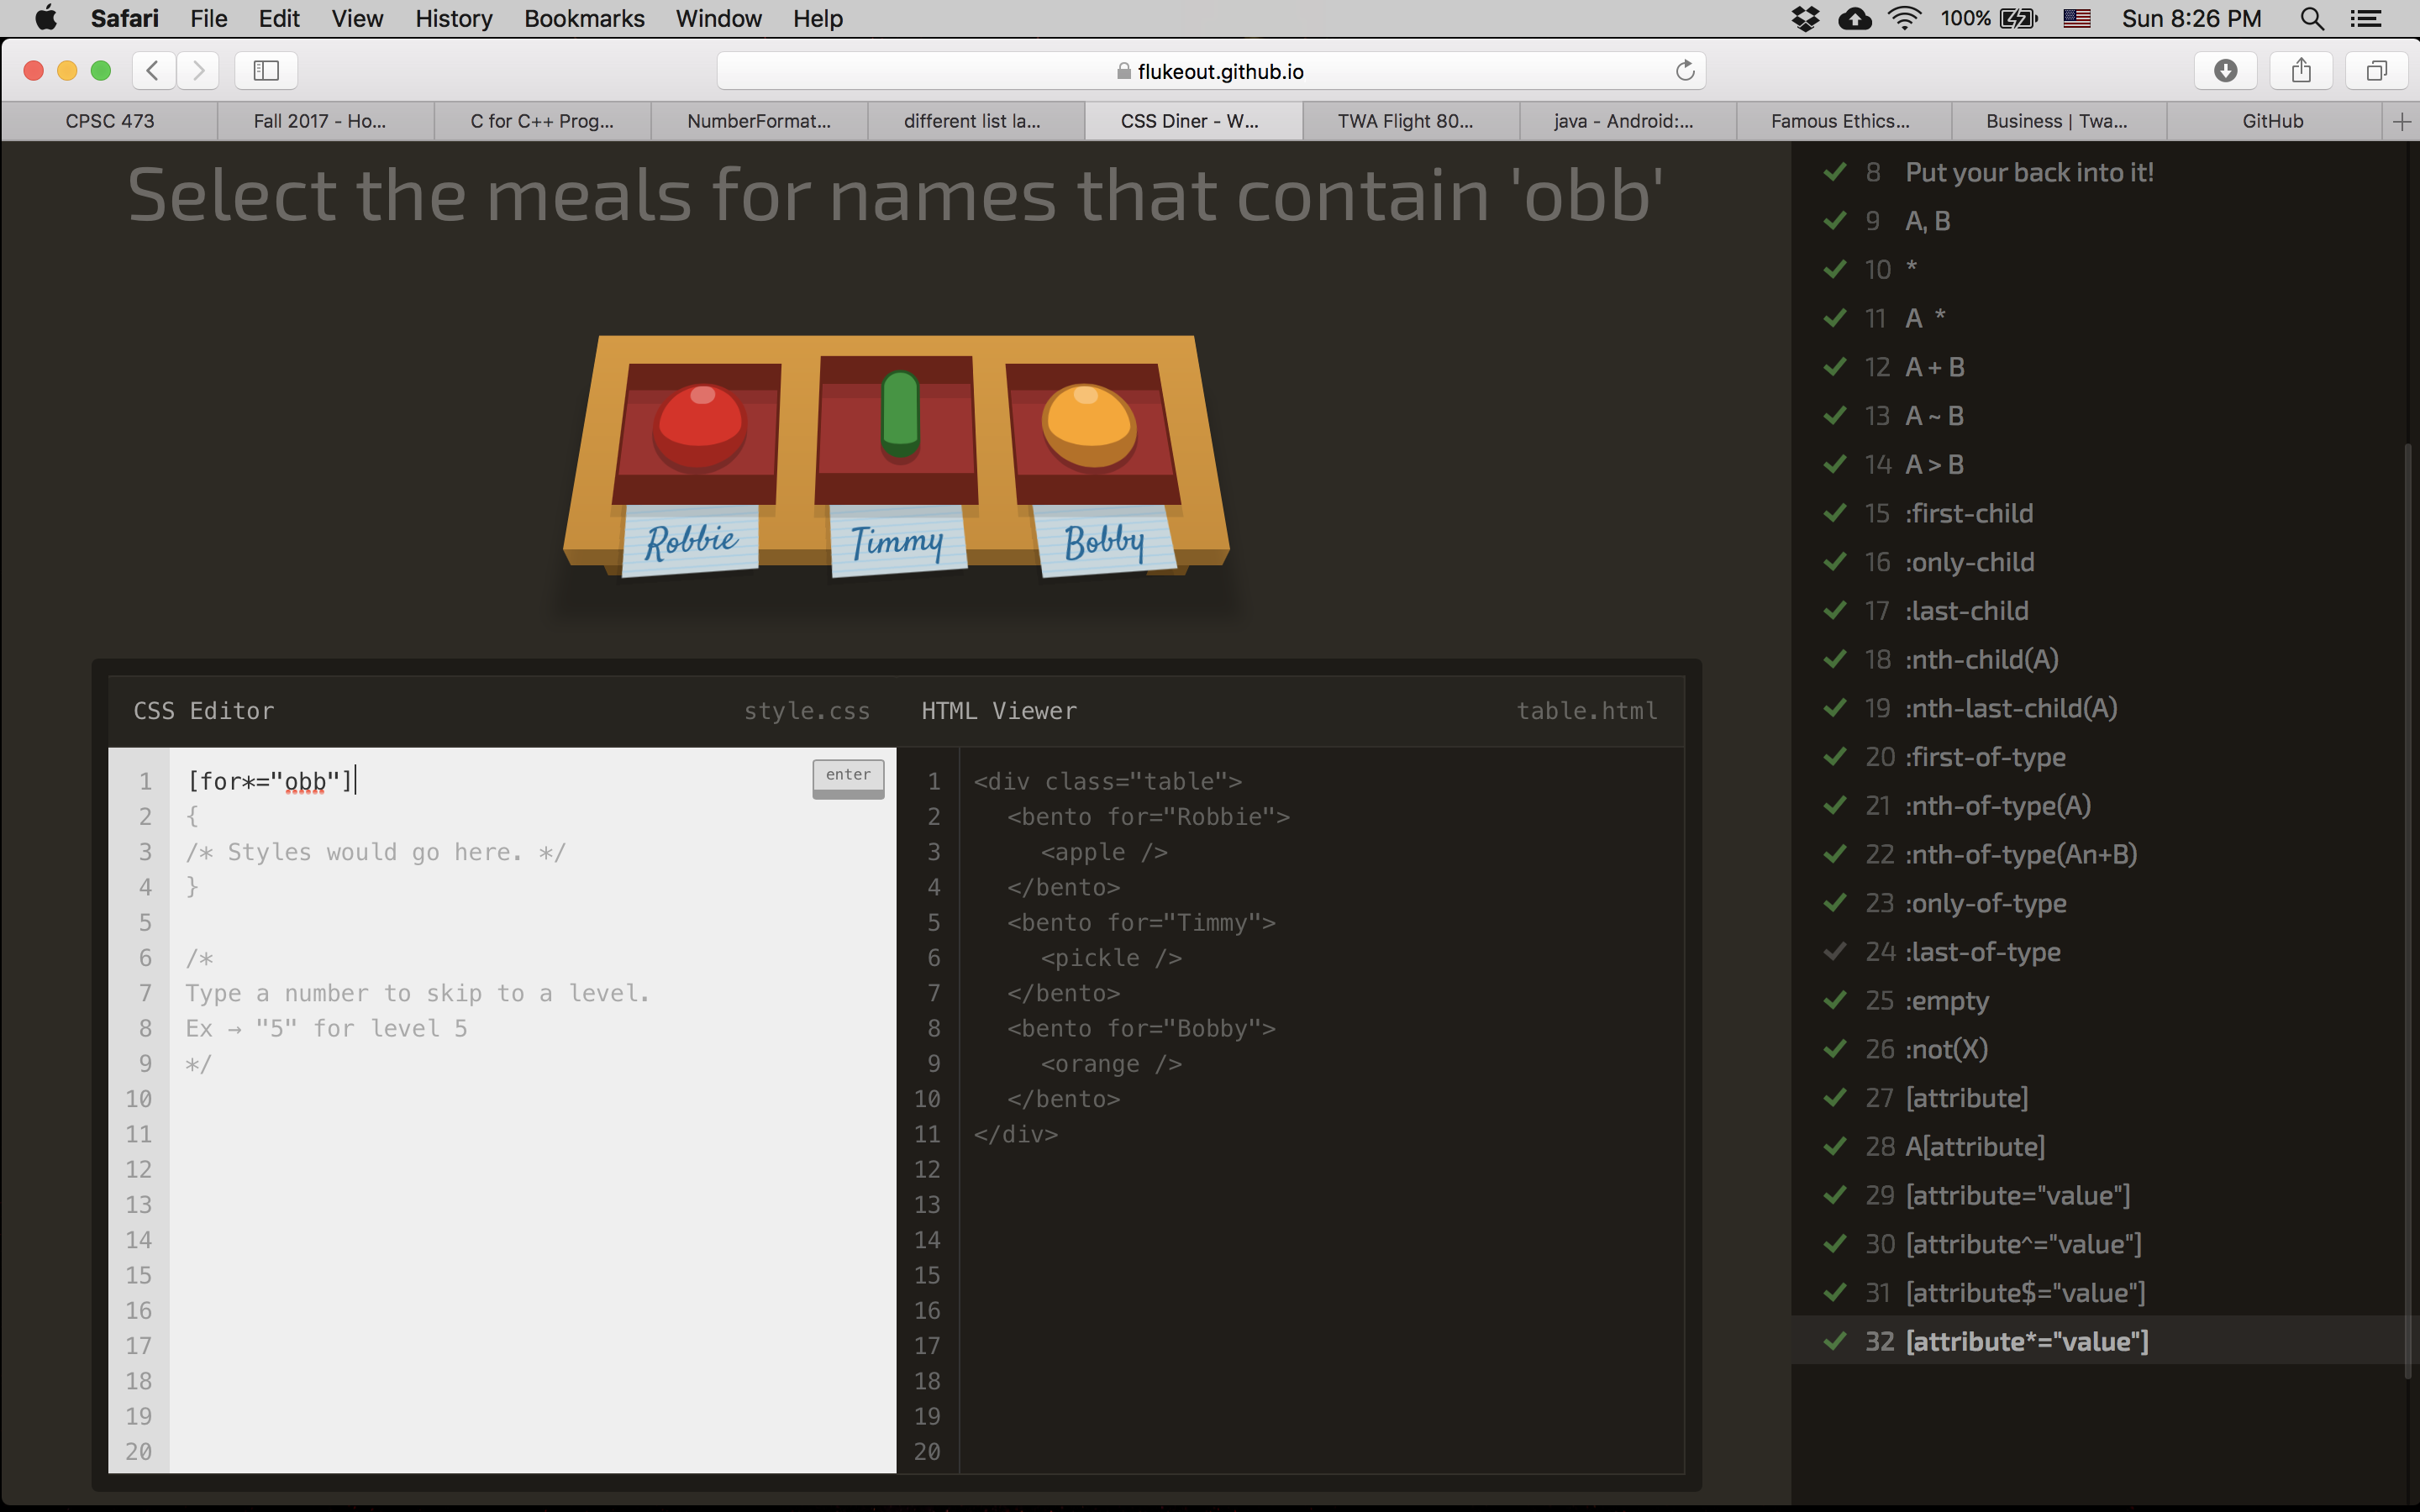 Safari File Edit View History Bookmarks Window Help 100% Sun 8:26 PM
flukeout.github.io
CPSC 473 Fall 2017 - Ho... C for C++ Prog... NumberFormat... different list la... CSS Diner - W... TWA Flight 80... java - Android:... Famous Ethics... Business | Twa... GitHub
Select the meals for names that contain 'obb'
Robbie Timmy Bobby
CSS Editor style.css
enter
1 [for*="obb"]
2 {
3 /* Styles would go here. */
4 }
5
6 /*
7 Type a number to skip to a level.
8 Ex → "5" for level 5
9 */
10
11
12
13
14
15
16
17
18
19
20
HTML Viewer table.html
1 <div class="table">
2 <bento for="Robbie">
3 <apple />
4 </bento>
5 <bento for="Timmy">
6 <pickle />
7 </bento>
8 <bento for="Bobby">
9 <orange />
10 </bento>
11 </div>
12
13
14
15
16
17
18
19
20
8 Put your back into it!
9 A, B
10 *
11 A *
12 A + B
13 A ~ B
14 A > B
15 :first-child
16 :only-child
17 :last-child
18 :nth-child(A)
19 :nth-last-child(A)
20 :first-of-type
21 :nth-of-type(A)
22 :nth-of-type(An+B)
23 :only-of-type
24 :last-of-type
25 :empty
26 :not(X)
27 [attribute]
28 A[attribute]
29 [attribute="value"]
30 [attribute^="value"]
31 [attribute$="value"]
32 [attribute*="value"]